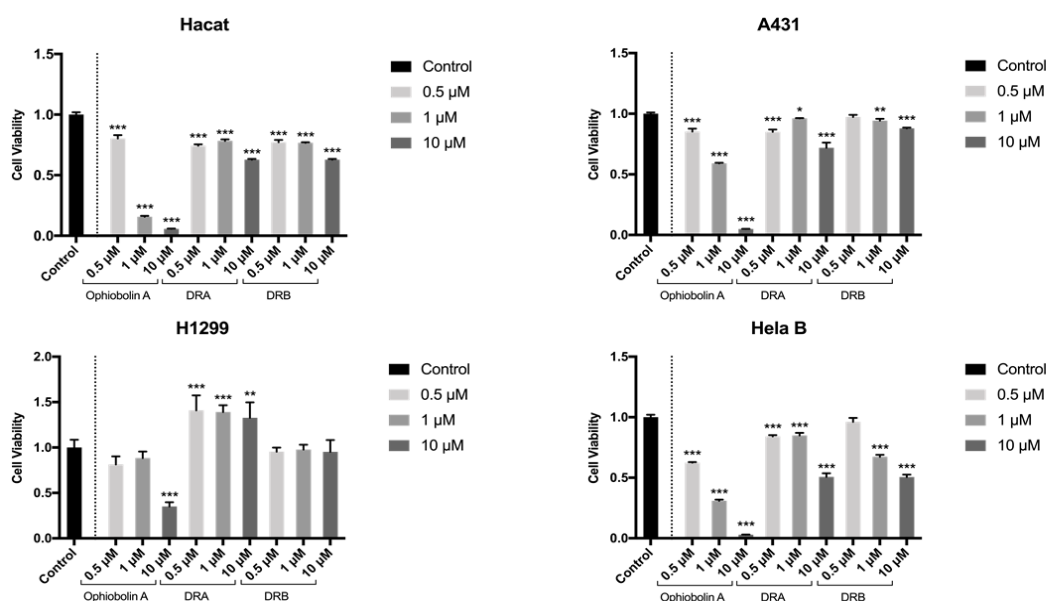 Hacat
1.5
1.0
0.5
0.0
Cell Viability
***
***
***
***
***
***
***
***
***
Control
0.5 µM
1 µM
10 µM
0.5 µM
1 µM
10 µM
0.5 µM
1 µM
10 µM
Ophiobolin A
DRA
DRB
Control
0.5 µM
1 µM
10 µM
A431
1.5
1.0
0.5
0.0
Cell Viability
***
***
***
***
*
***
**
***
Control
0.5 µM
1 µM
10 µM
0.5 µM
1 µM
10 µM
0.5 µM
1 µM
10 µM
Ophiobolin A
DRA
DRB
Control
0.5 µM
1 µM
10 µM
H1299
2.0
1.5
1.0
0.5
0.0
Cell Viability
***
***
***
**
Control
0.5 µM
1 µM
10 µM
0.5 µM
1 µM
10 µM
0.5 µM
1 µM
10 µM
Ophiobolin A
DRA
DRB
Control
0.5 µM
1 µM
10 µM
Hela B
1.5
1.0
0.5
0.0
Cell Viability
***
***
***
***
***
***
***
***
Control
0.5 µM
1 µM
10 µM
0.5 µM
1 µM
10 µM
0.5 µM
1 µM
10 µM
Ophiobolin A
DRA
DRB
Control
0.5 µM
1 µM
10 µM